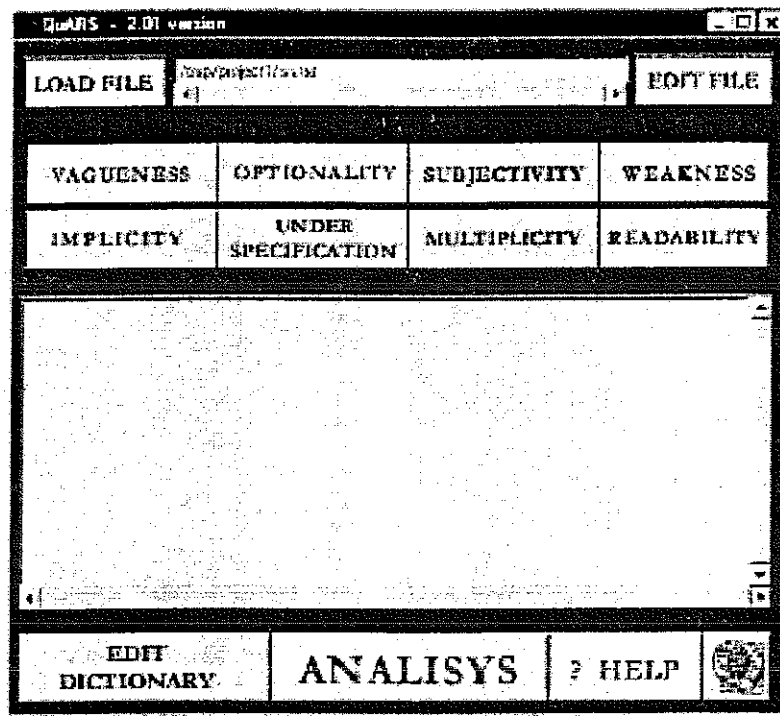 QuARS - 2.01 version
LOAD FILE
EDIT FILE
VAGUENESS OPTIONALITY SUBJECTIVITY WEAKNESS
IMPLICITY UNDER SPECIFICATION MULTIPLICITY READABILITY
EDIT DICTIONARY
ANALISYS
? HELP